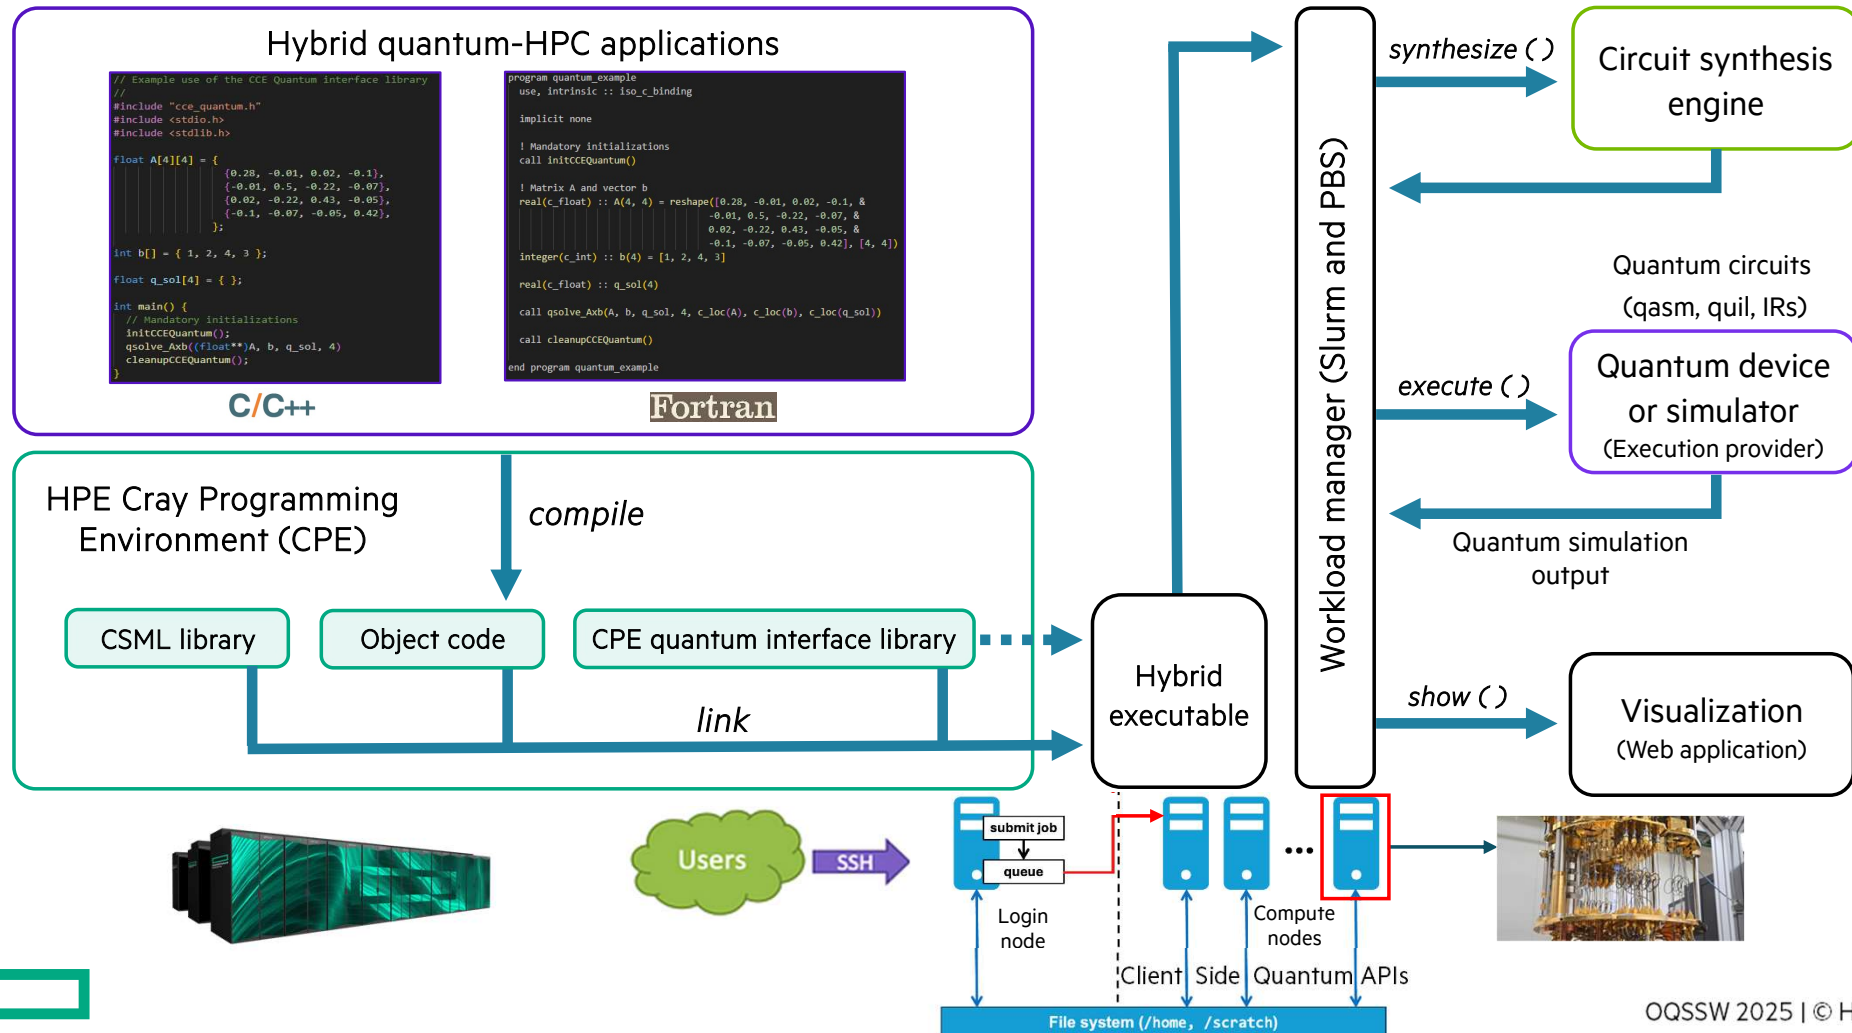 Hybrid quantum-HPC applications
// Example use of the CCE Quantum interface library
//
#include "cce_quantum.h"
#include <stdio.h>
#include <stdlib.h>
float A[4][4] = {
{0.28, -0.01, 0.02, -0.1},
{-0.01, 0.5, -0.22, -0.07},
{0.02, -0.22, 0.43, -0.05},
{-0.1, -0.07, -0.05, 0.42},
};
int b[] = { 1, 2, 4, 3 };
float q_sol[4] = { };
int main() {
// Mandatory initializations
initCCEQuantum();
qsolve_Axb((float**)A, b, q_sol, 4)
cleanupCCEQuantum();
}
C/C++
program quantum_example
use, intrinsic :: iso_c_binding
implicit none
! Mandatory initializations
call initCCEQuantum()
! Matrix A and vector b
real(c_float) :: A(4, 4) = reshape([0.28, -0.01, 0.02, -0.1, &
-0.01, 0.5, -0.22, -0.07, &
0.02, -0.22, 0.43, -0.05, &
-0.1, -0.07, -0.05, 0.42], [4, 4])
integer(c_int) :: b(4) = [1, 2, 4, 3]
real(c_float) :: q_sol(4)
call qsolve_Axb(A, b, q_sol, 4, c_loc(A), c_loc(b), c_loc(q_sol))
call cleanupCCEQuantum()
end program quantum_example
Fortran
HPE Cray Programming
Environment (CPE)
compile
CSML library
Object code
CPE quantum interface library
link
Hybrid
executable
Workload manager (Slurm and PBS)
synthesize ( )
Circuit synthesis
engine
Quantum circuits
(qasm, quil, IRs)
execute ( )
Quantum device
or simulator
(Execution provider)
Quantum simulation
output
show ( )
Visualization
(Web application)
Users
SSH
submit job
queue
Login
node
...
Compute
nodes
Client Side Quantum APIs
File system (/home, /scratch)
OQSSW 2025 | © H